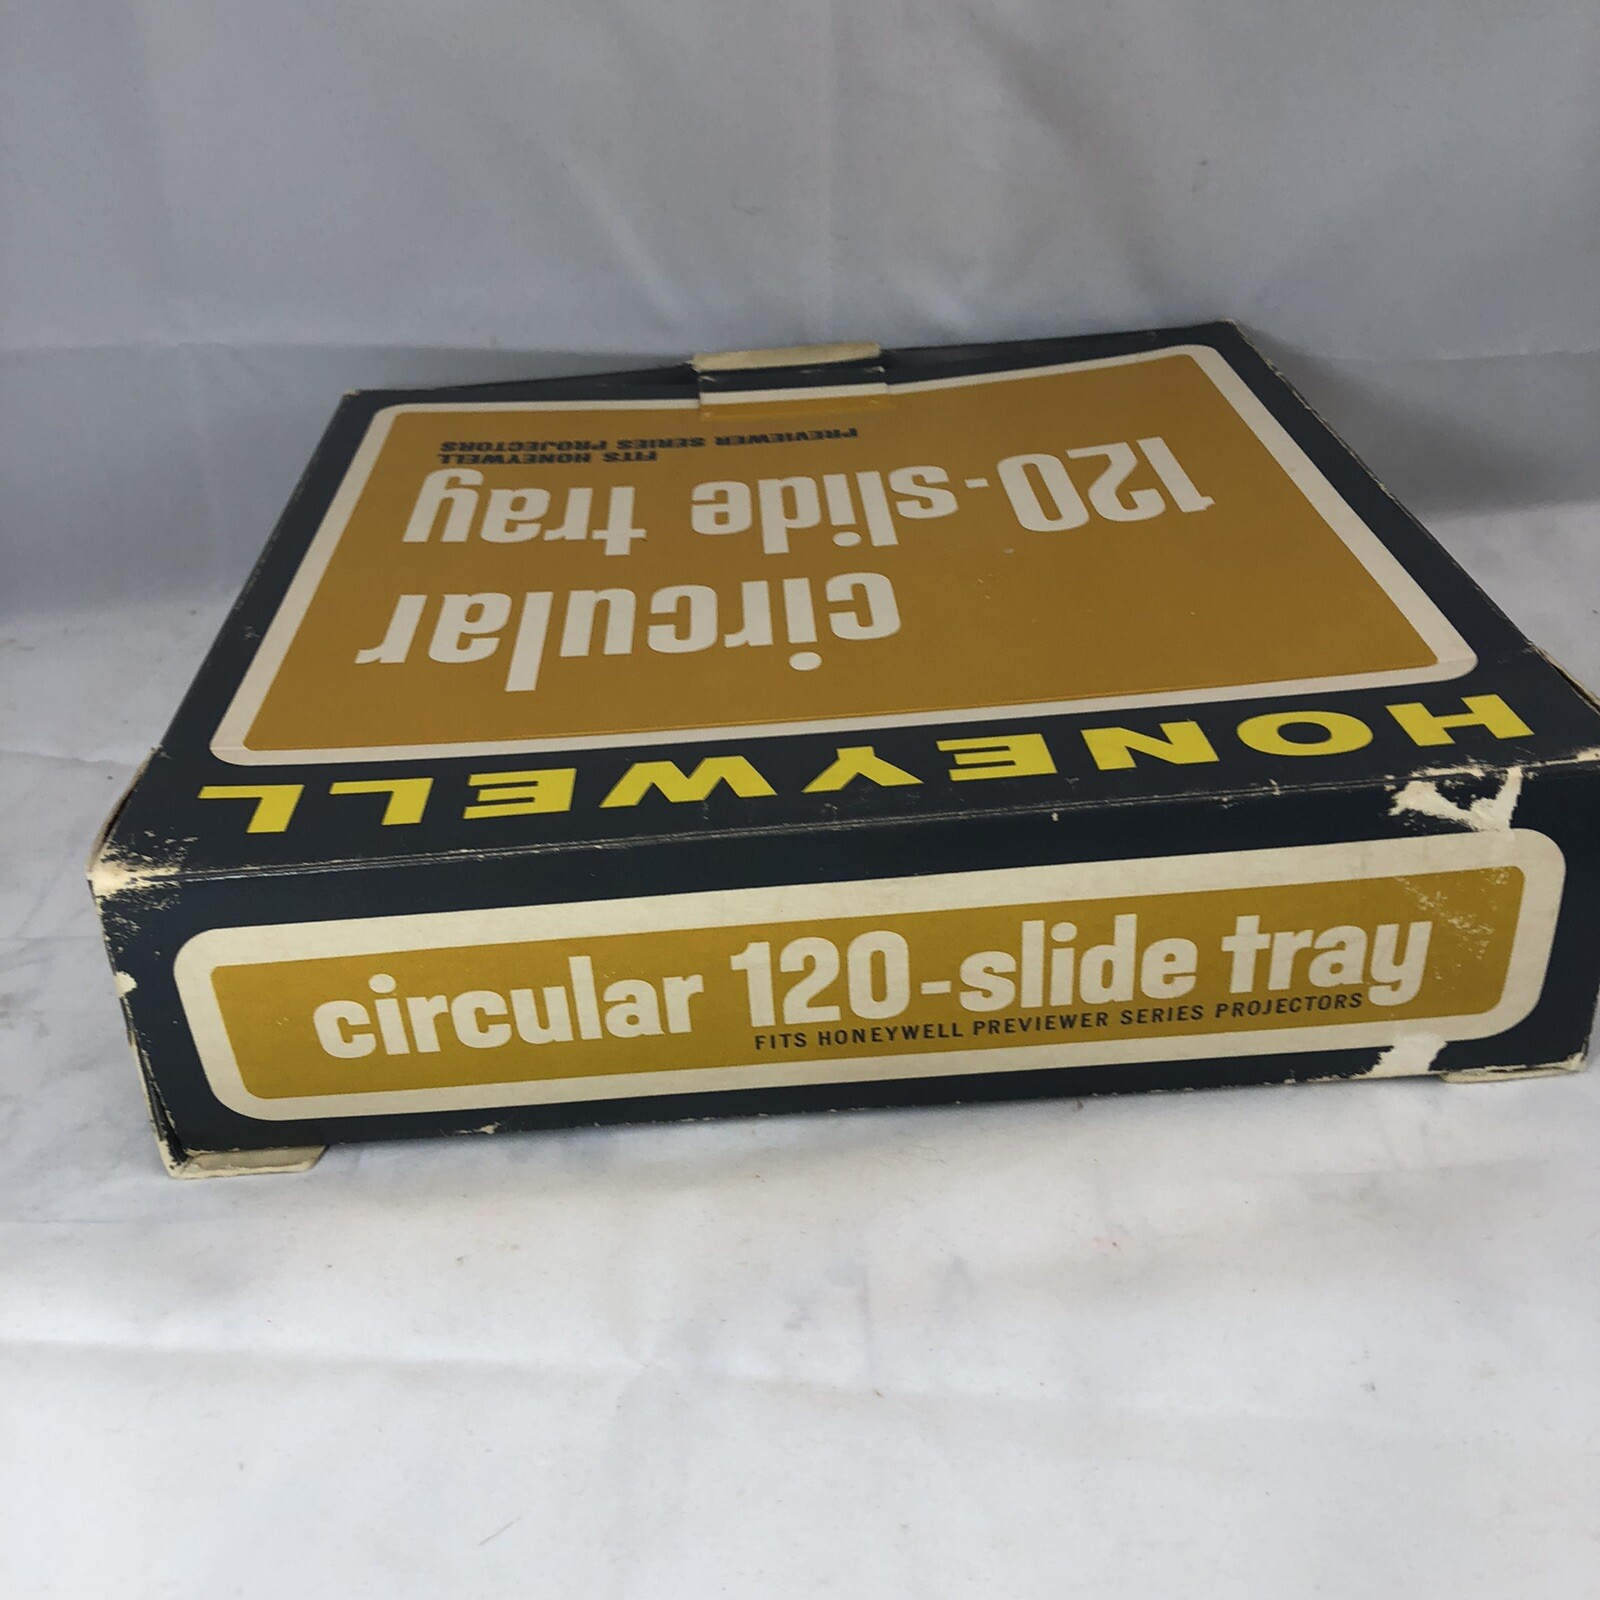 HONEYWELL
circular
120-slide tray
FITS HONEYWELL
PREVIEWER SERIES PROJECTORS
circular 120-slide tray
FITS HONEYWELL PREVIEWER SERIES PROJECTORS